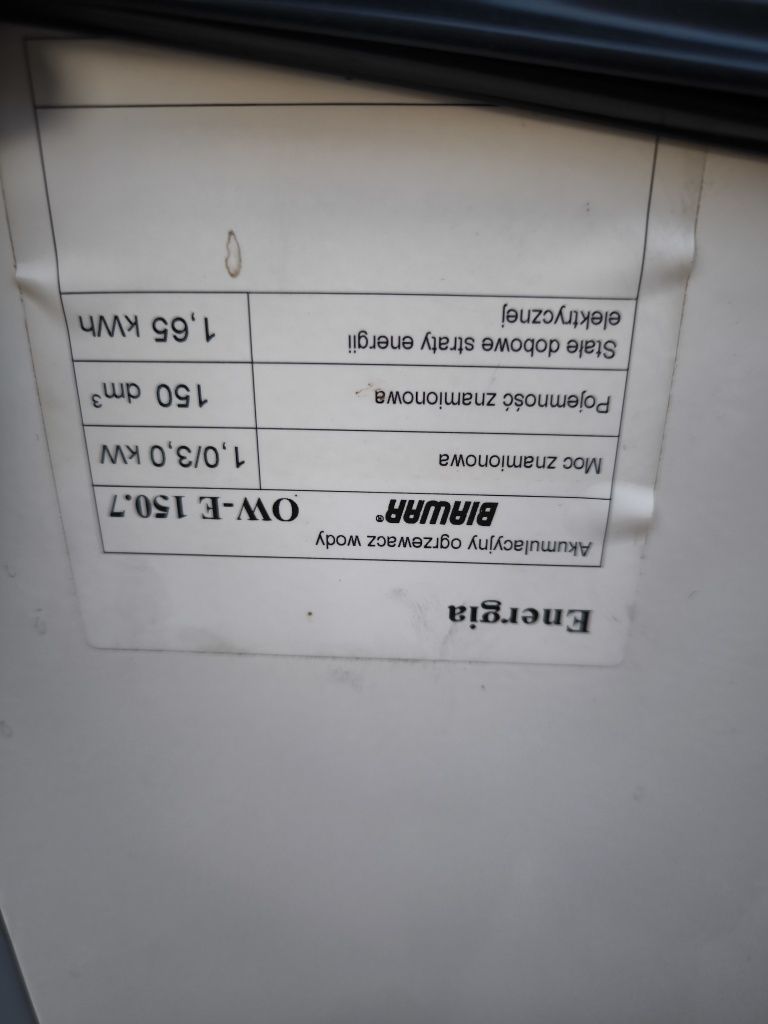 Energia
Akumulacyjny ogrzewacz wody
BIAWAR® OW-E 150.7
Moc znamionowa 1,0/3,0 kW
Pojemność znamionowa 150 dm³
Stałe dobowe straty energii
elektrycznej 1,65 kWh